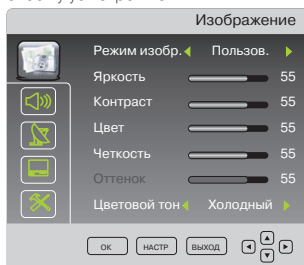 Изображение
Режим изобр. Пользов.
Яркость 55
Контраст 55
Цвет 55
Четкость 55
Оттенок 55
Цветовой тон Холодный
ОК НАСТР ВЫХОД